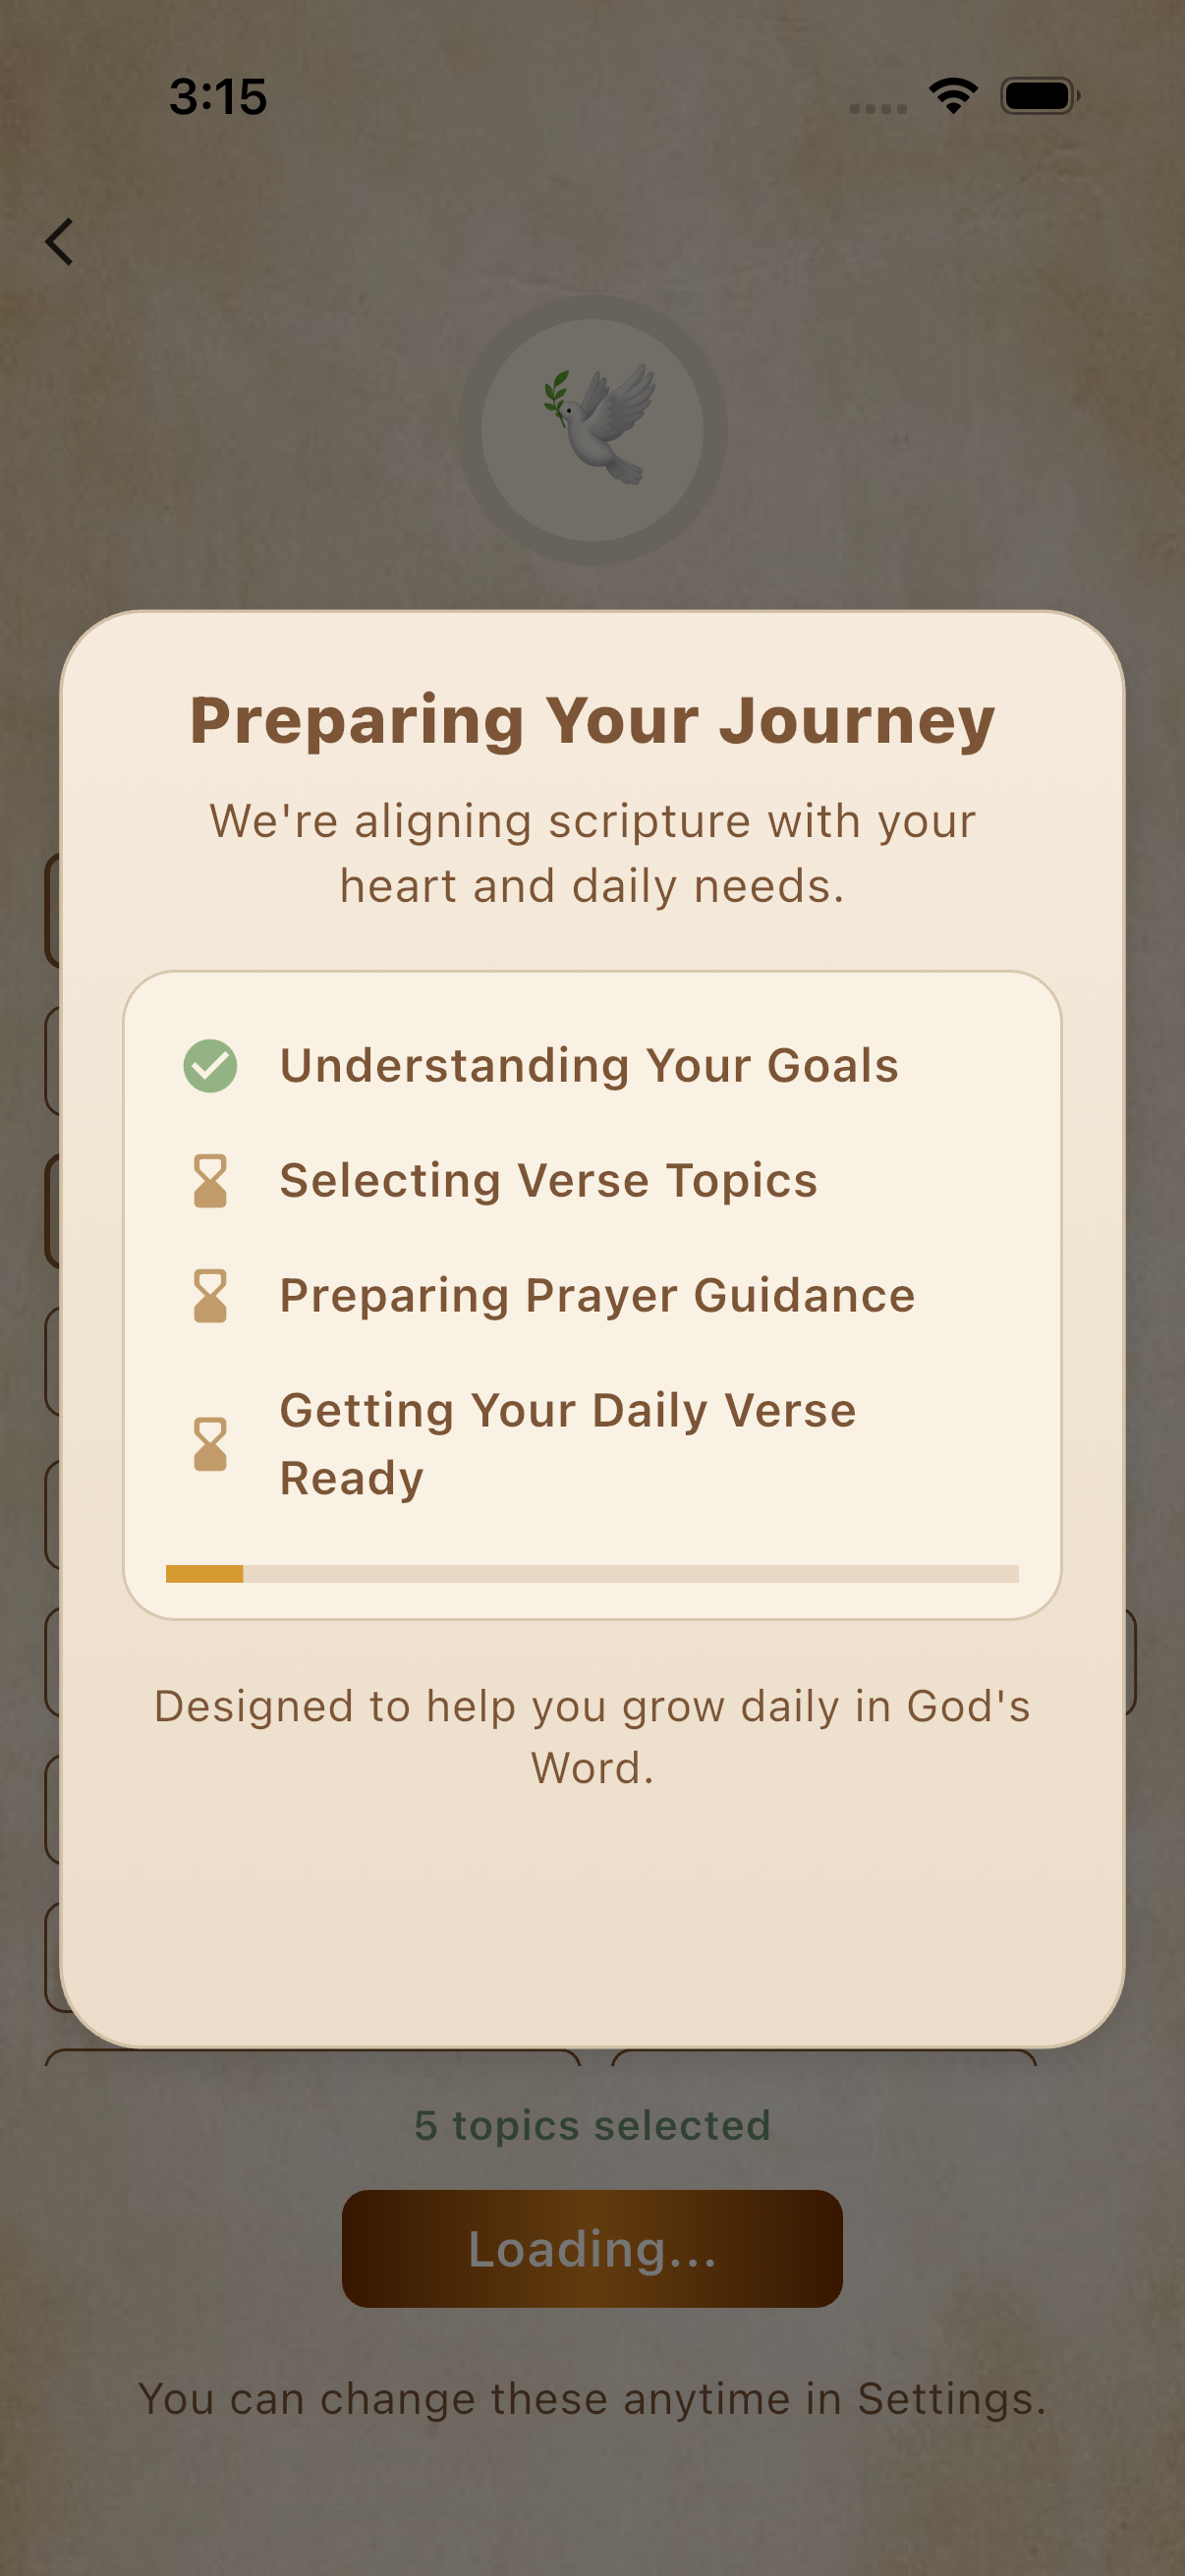 3:15
Preparing Your Journey
We're aligning scripture with your
heart and daily needs.
Understanding Your Goals
Selecting Verse Topics
Preparing Prayer Guidance
Getting Your Daily Verse
Ready
Designed to help you grow daily in God's
Word.
5 topics selected
Loading...
You can change these anytime in Settings.